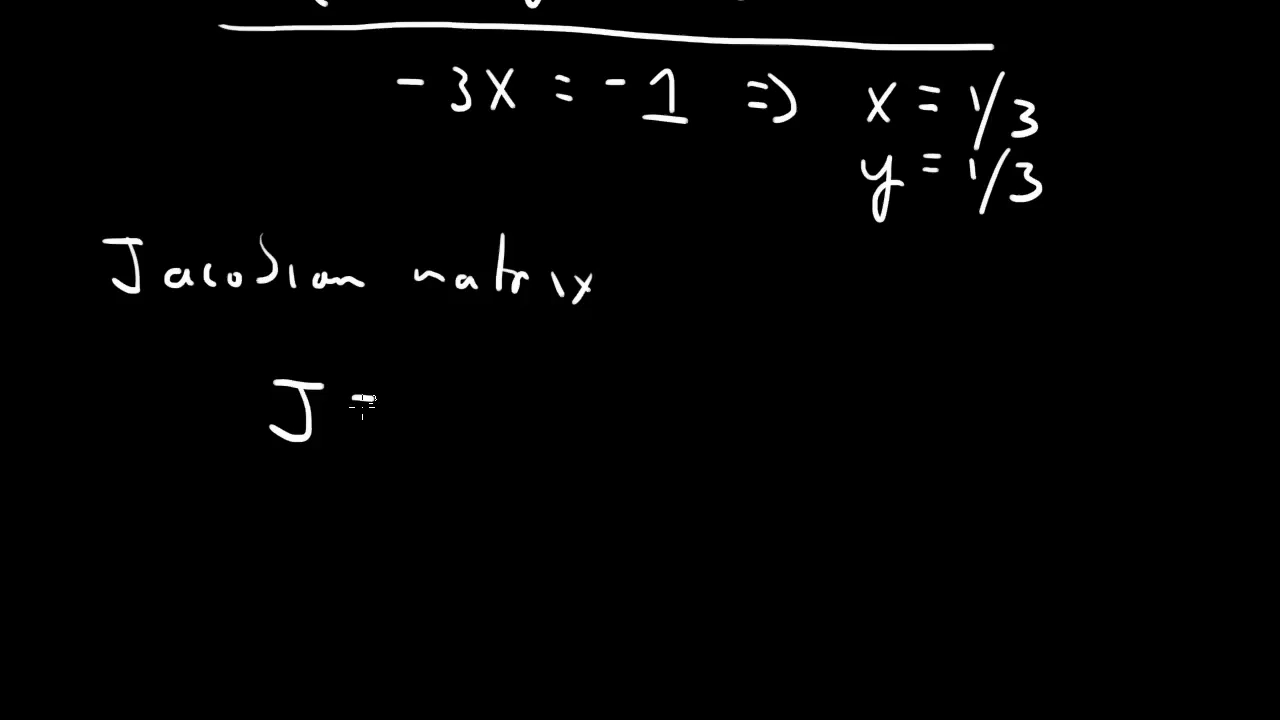 -3x = -1 => x = 1/3
y = 1/3
Jacobian matrix
J =